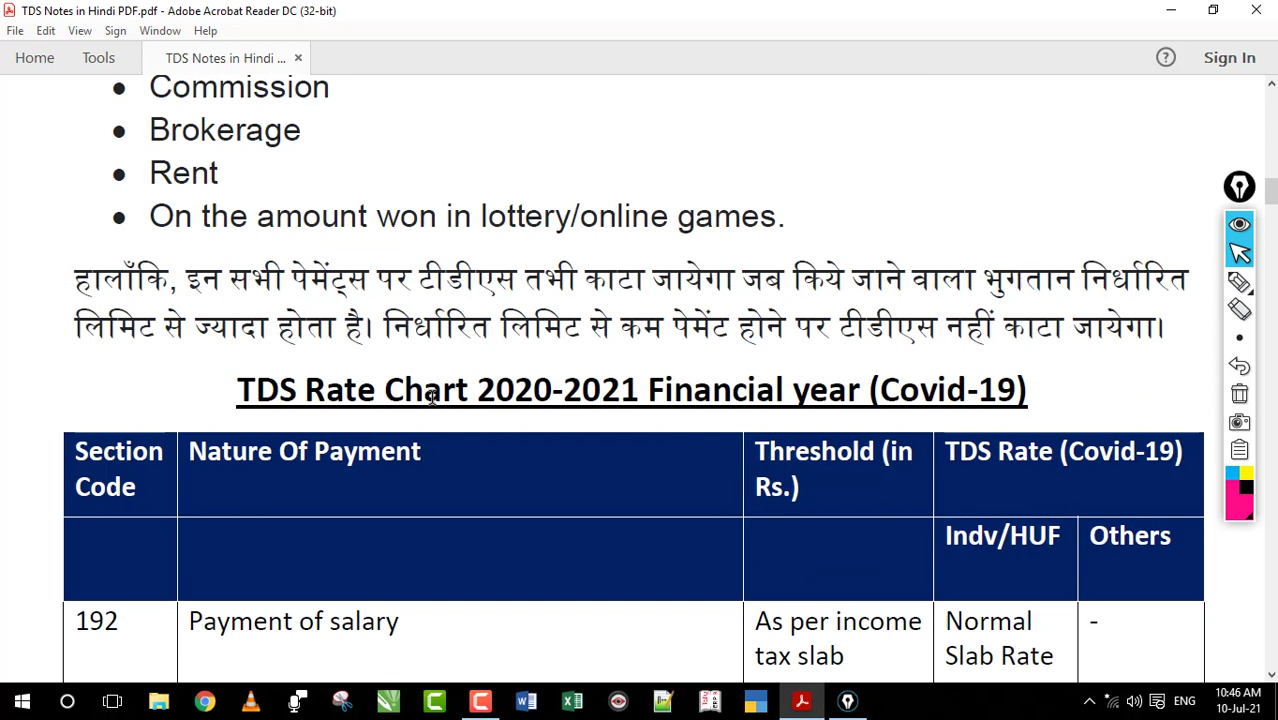 TDS Notes in Hindi PDF.pdf - Adobe Acrobat Reader DC (32-bit)
File Edit View Sign Window Help
Home Tools TDS Notes in Hindi ... × Sign In
Commission
Brokerage
Rent
On the amount won in lottery/online games.
हालाँकि, इन सभी पेमेंट्स पर टीडीएस तभी काटा जायेगा जब किये जाने वाला भुगतान निर्धारित
लिमिट से ज्यादा होता है। निर्धारित लिमिट से कम पेमेंट होने पर टीडीएस नहीं काटा जायेगा।
TDS Rate Chart 2020-2021 Financial year (Covid-19)
Section Nature Of Payment Threshold (in TDS Rate (Covid-19)
Code Rs.)
Indv/HUF Others
192 Payment of salary As per income Normal -
tax slab Slab Rate
ENG 10:46 AM
10-Jul-21